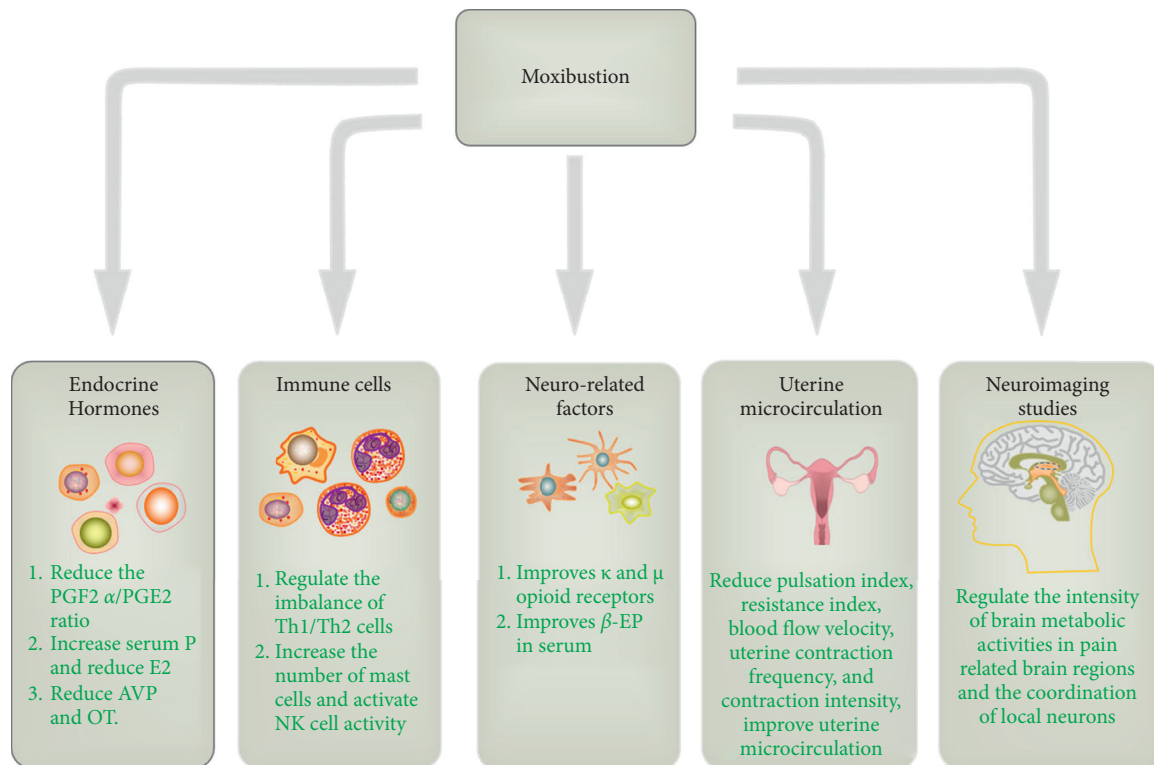 Moxibustion
Endocrine
Hormones
1. Reduce the
PGF2 α/PGE2
ratio
2. Increase serum P
and reduce E2
3. Reduce AVP
and OT.
Immune cells
1. Regulate the
imbalance of
Th1/Th2 cells
2. Increase the
number of mast
cells and activate
NK cell activity
Neuro-related
factors
1. Improves κ and μ
opioid receptors
2. Improves β-EP
in serum
Uterine
microcirculation
Reduce pulsation index,
resistance index,
blood flow velocity,
uterine contraction
frequency, and
contraction intensity,
improve uterine
microcirculation
Neuroimaging
studies
Regulate the intensity
of brain metabolic
activities in pain
related brain regions
and the coordination
of local neurons